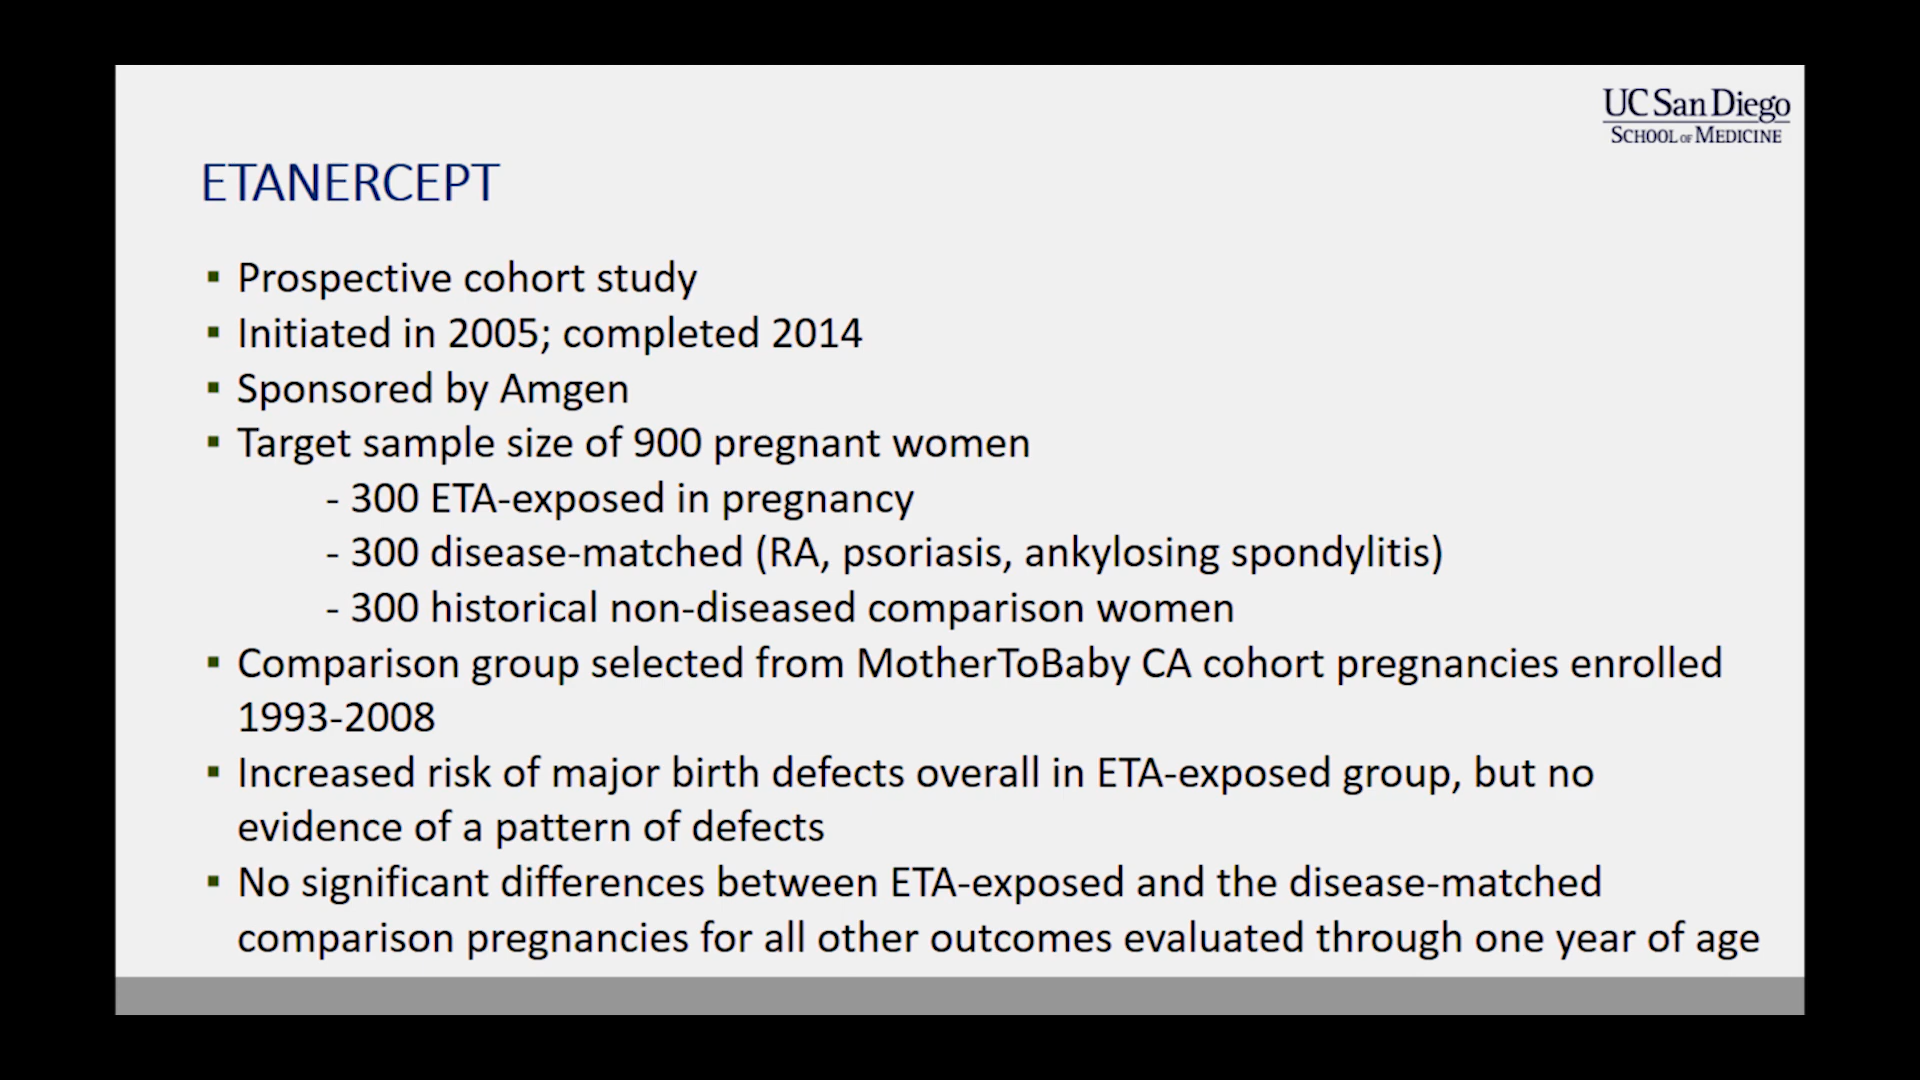 UC San Diego
SCHOOL OF MEDICINE
ETANERCEPT
▪ Prospective cohort study
▪ Initiated in 2005; completed 2014
▪ Sponsored by Amgen
▪ Target sample size of 900 pregnant women
- 300 ETA-exposed in pregnancy
- 300 disease-matched (RA, psoriasis, ankylosing spondylitis)
- 300 historical non-diseased comparison women
▪ Comparison group selected from MotherToBaby CA cohort pregnancies enrolled
1993-2008
▪ Increased risk of major birth defects overall in ETA-exposed group, but no
evidence of a pattern of defects
▪ No significant differences between ETA-exposed and the disease-matched
comparison pregnancies for all other outcomes evaluated through one year of age